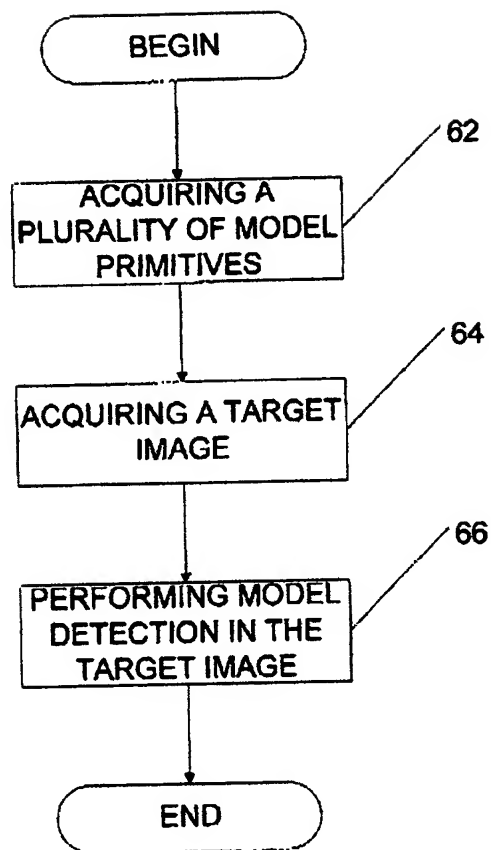 BEGIN
62
ACQUIRING A
PLURALITY OF MODEL
PRIMITIVES
64
ACQUIRING A TARGET
IMAGE
66
PERFORMING MODEL
DETECTION IN THE
TARGET IMAGE
END